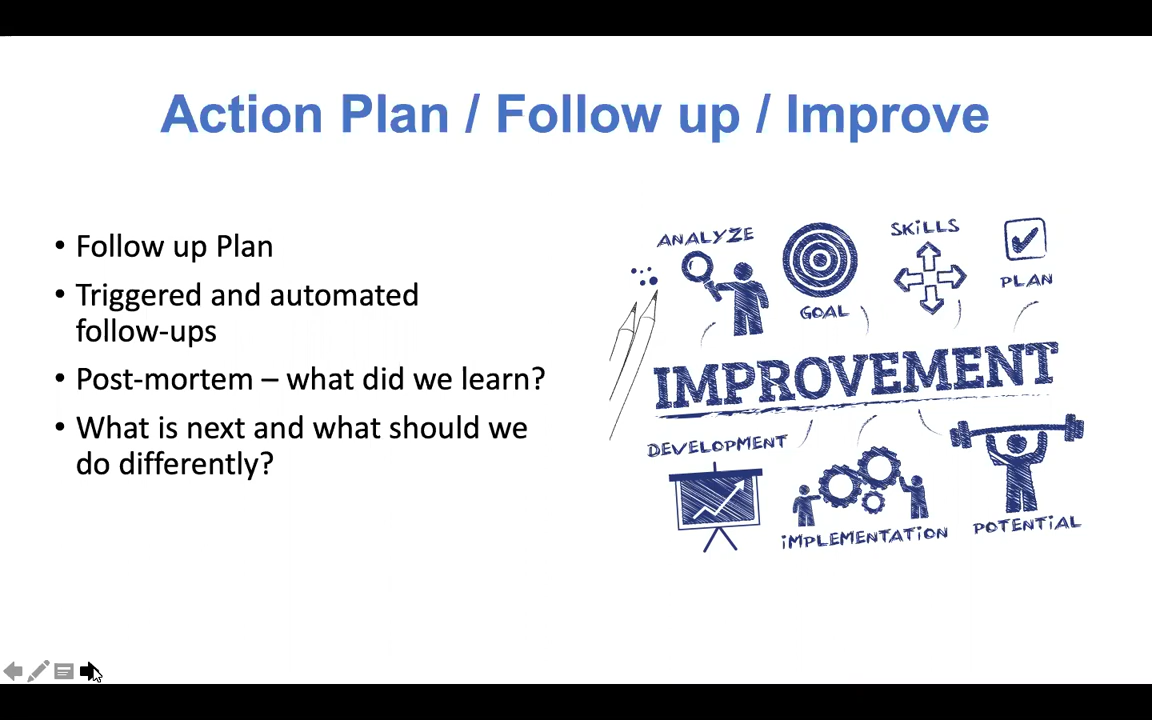 Action Plan / Follow up / Improve
• Follow up Plan
• Triggered and automated
follow-ups
• Post-mortem – what did we learn?
• What is next and what should we
do differently?
ANALYZE
GOAL
SKiLLS
PLAN
IMPROVEMENT
DEVELOPMENT
iMPLEMENTATiON
POTENTiAL